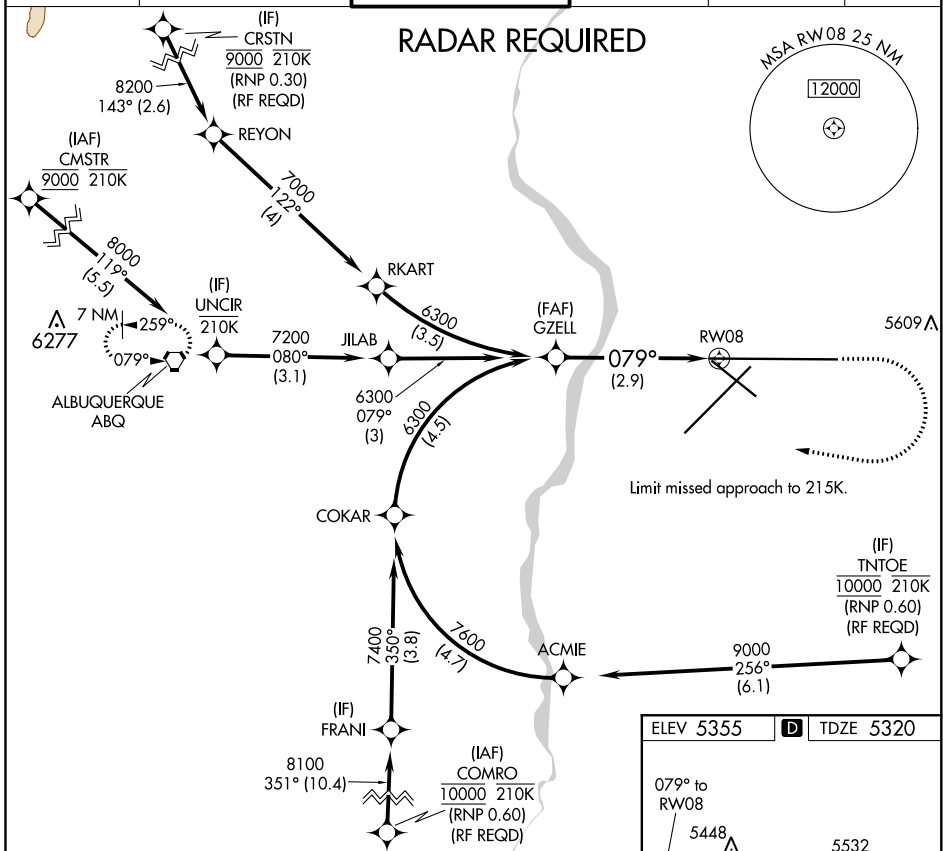 RADAR REQUIRED
(IF)
CRSTN
9000 210K
(RNP 0.30)
(RF REQD)
8200
143° (2.6)
REYON
MSA RW08 25 NM
12000
(IAF)
CMSTR
9000 210K
7000
122°
(4)
8000
119°
(5.5)
RKART
6300
(3.5)
(IF)
UNCIR
210K
6277
7 NM
259°
079°
ALBUQUERQUE
ABQ
7200
080°
(3.1)
JILAB
6300
079°
(3)
(FAF)
GZELL
079°
(2.9)
RW08
5609
6300
(4.5)
Limit missed approach to 215K.
COKAR
(IF)
TNTOE
10000 210K
(RNP 0.60)
(RF REQD)
7600
(4.7)
ACMIE
9000
256°
(6.1)
7400
350°
(3.8)
(IF)
FRANI
8100
351° (10.4)
(IAF)
COMRO
10000 210K
(RNP 0.60)
(RF REQD)
ELEV 5355 D TDZE 5320
079° to
RW08
5448
5532